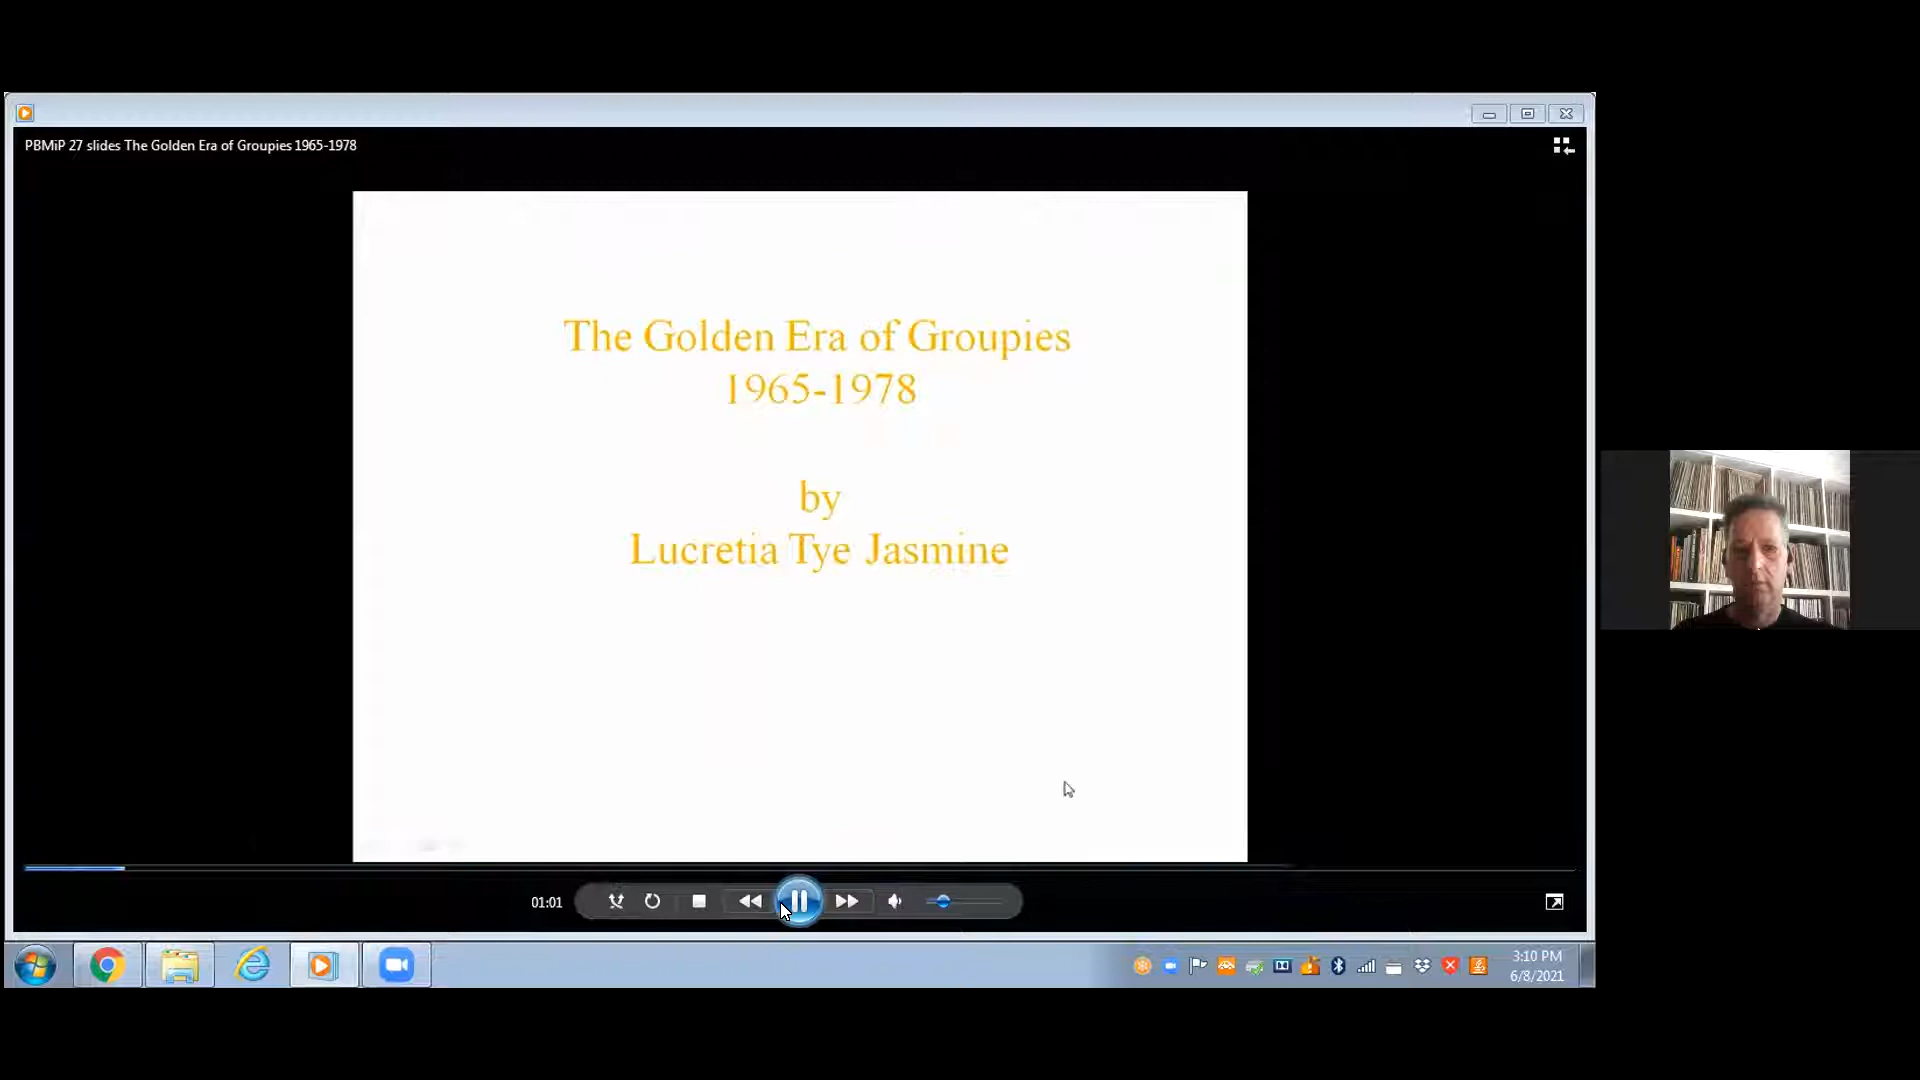 PBMiP 27 slides The Golden Era of Groupies 1965-1978
The Golden Era of Groupies
1965-1978
by
Lucretia Tye Jasmine
01:01
3:10 PM
6/8/2021